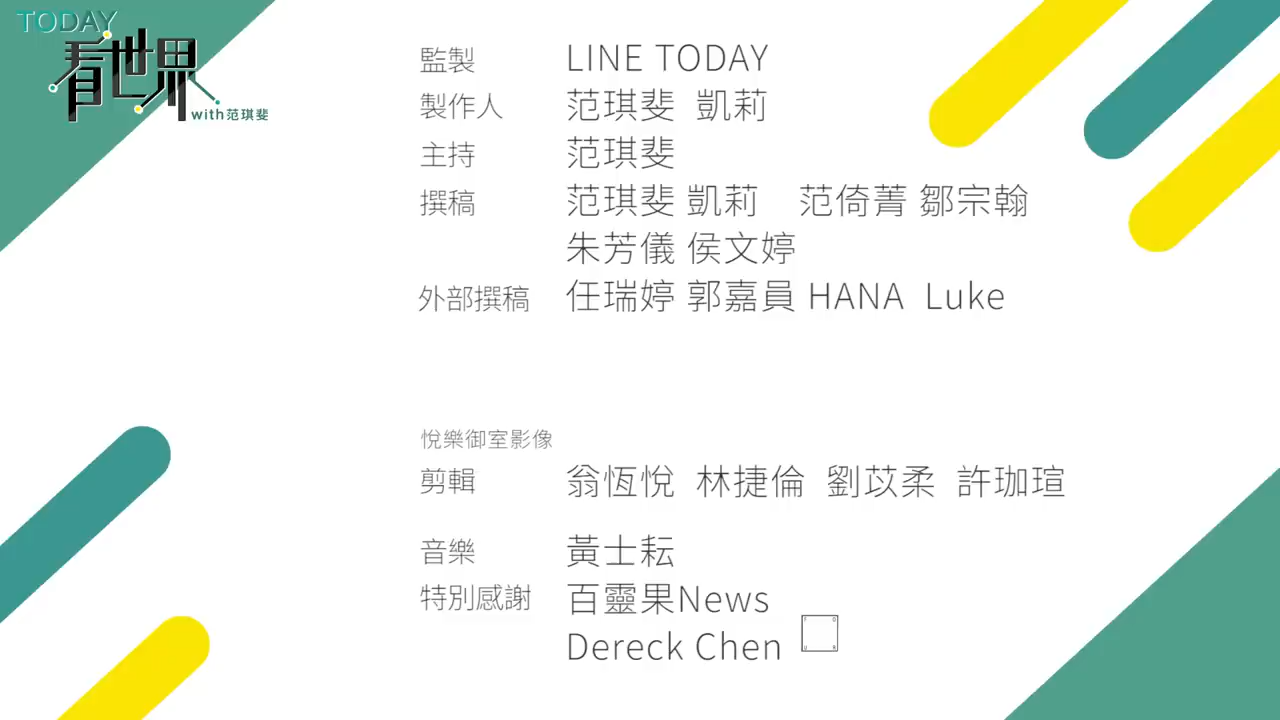 TODAY
看世界
with范琪斐
監製 LINE TODAY
製作人 范琪斐 凱莉
主持 范琪斐
撰稿 范琪斐 凱莉 范倚菁 鄒宗翰
朱芳儀 侯文婷
外部撰稿 任瑞婷 郭嘉員 HANA Luke
悅樂御室影像
剪輯 翁恆悅 林捷倫 劉苡柔 許珈瑄
音樂 黃士耘
特別感謝 百靈果News
Dereck Chen